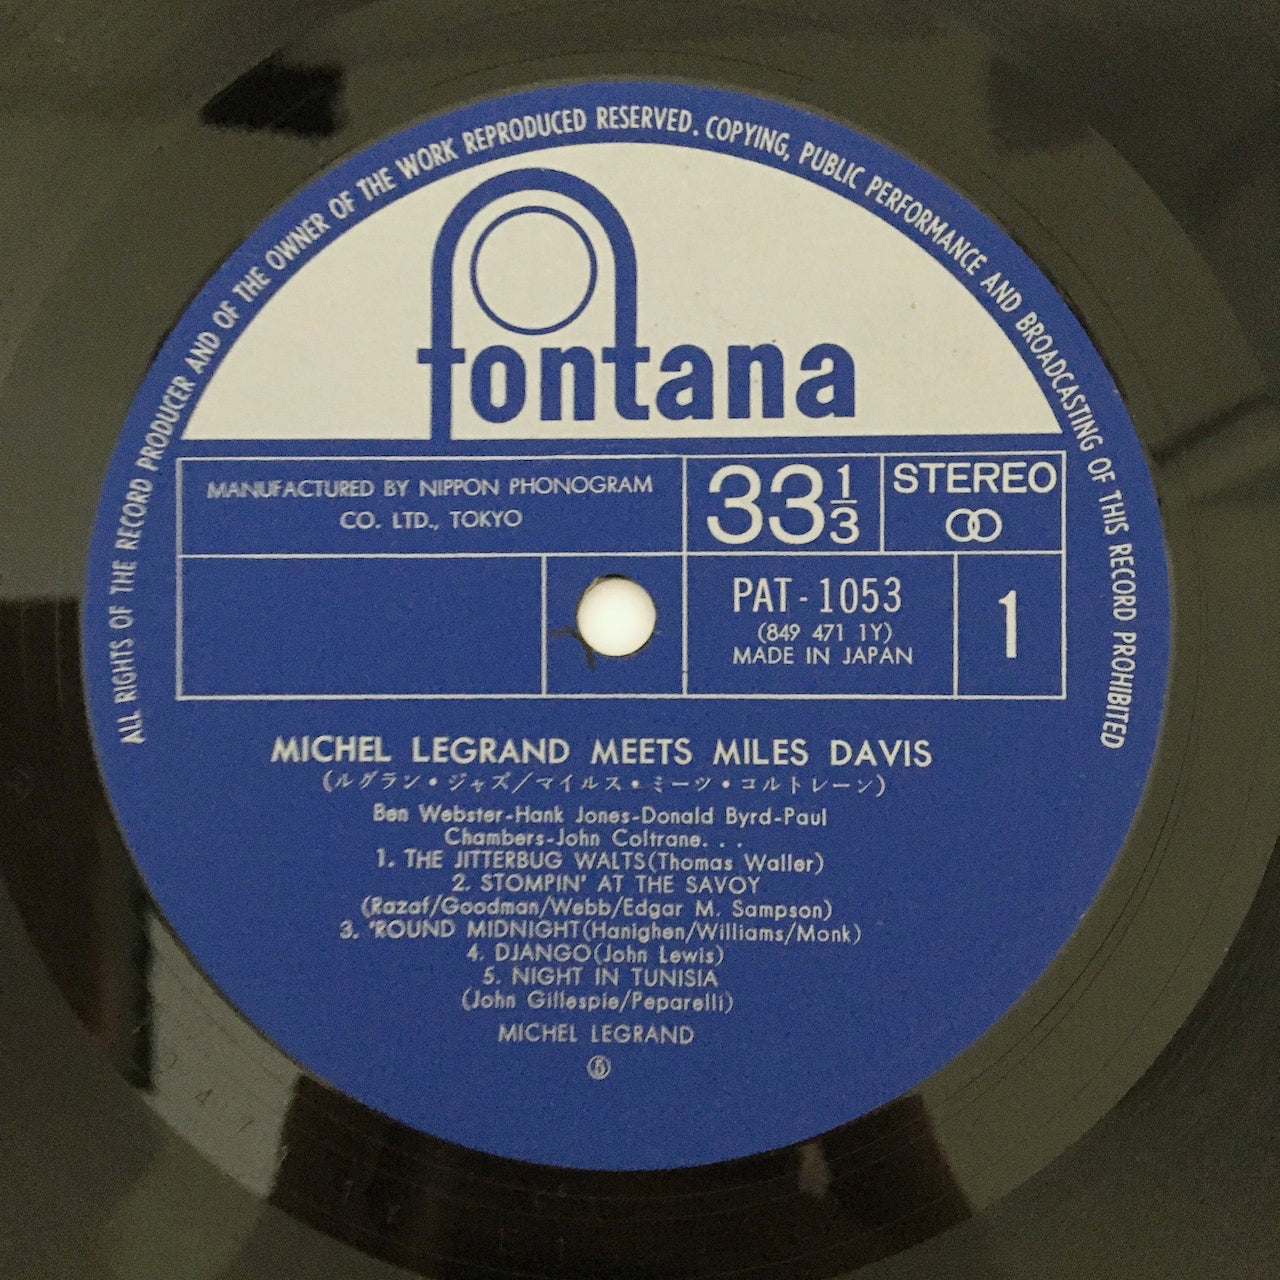 ALL RIGHTS OF THE RECORD PRODUCER AND OF THE OWNER OF THE WORK REPRODUCED RESERVED. COPYING, PUBLIC PERFORMANCE AND BROADCASTING OF THIS RECORD PROHIBITED
fontana
MANUFACTURED BY NIPPON PHONOGRAM
CO. LTD., TOKYO
33 1/3
STEREO
PAT-1053
(849 471 1Y)
MADE IN JAPAN
1
MICHEL LEGRAND MEETS MILES DAVIS
(ルグラン・ジャズ/マイルス・ミーツ・コルトレーン)
Ben Webster-Hank Jones-Donald Byrd-Paul
Chambers-John Coltrane. . .
1. THE JITTERBUG WALTS(Thomas Waller)
2. STOMPIN' AT THE SAVOY
(Razaf/Goodman/Webb/Edgar M. Sampson)
3. 'ROUND MIDNIGHT(Hanighen/Williams/Monk)
4. DJANGO(John Lewis)
5. NIGHT IN TUNISIA
(John Gillespie/Peparelli)
MICHEL LEGRAND